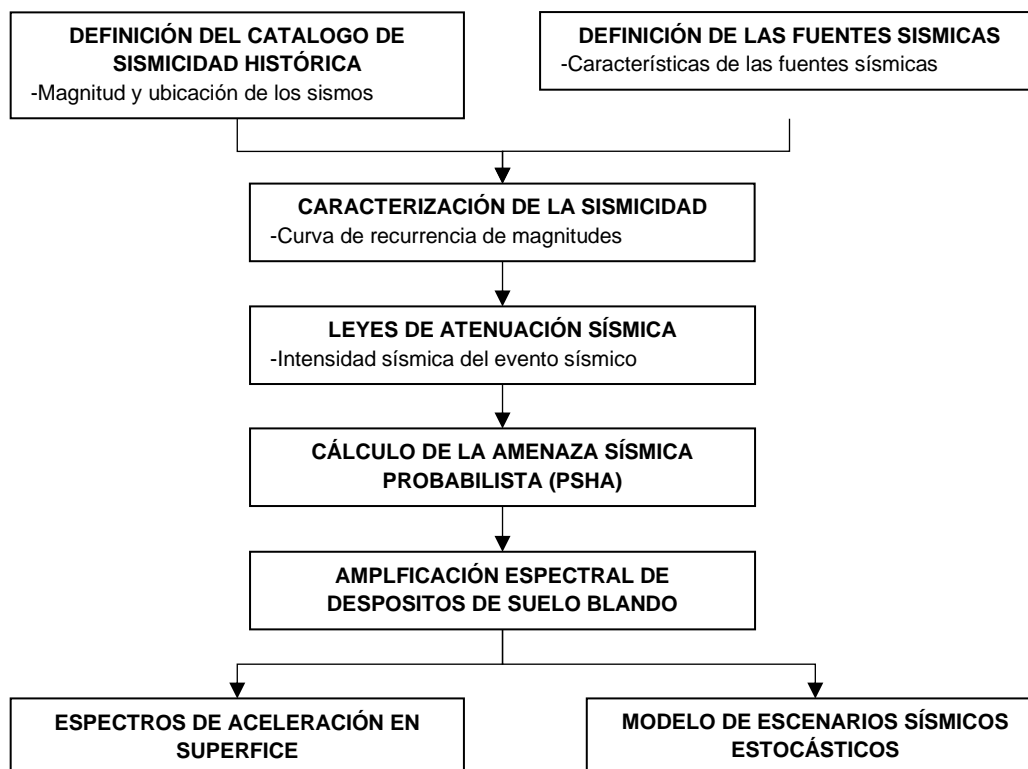 DEFINICIÓN DEL CATALOGO DE
SISMICIDAD HISTÓRICA
-Magnitud y ubicación de los sismos
DEFINICIÓN DE LAS FUENTES SISMICAS
-Características de las fuentes sísmicas
CARACTERIZACIÓN DE LA SISMICIDAD
-Curva de recurrencia de magnitudes
LEYES DE ATENUACIÓN SÍSMICA
-Intensidad sísmica del evento sísmico
CÁLCULO DE LA AMENAZA SÍSMICA
PROBABILISTA (PSHA)
AMPLFICACIÓN ESPECTRAL DE
DESPOSITOS DE SUELO BLANDO
ESPECTROS DE ACELERACIÓN EN
SUPERFICE
MODELO DE ESCENARIOS SÍSMICOS
ESTOCÁSTICOS